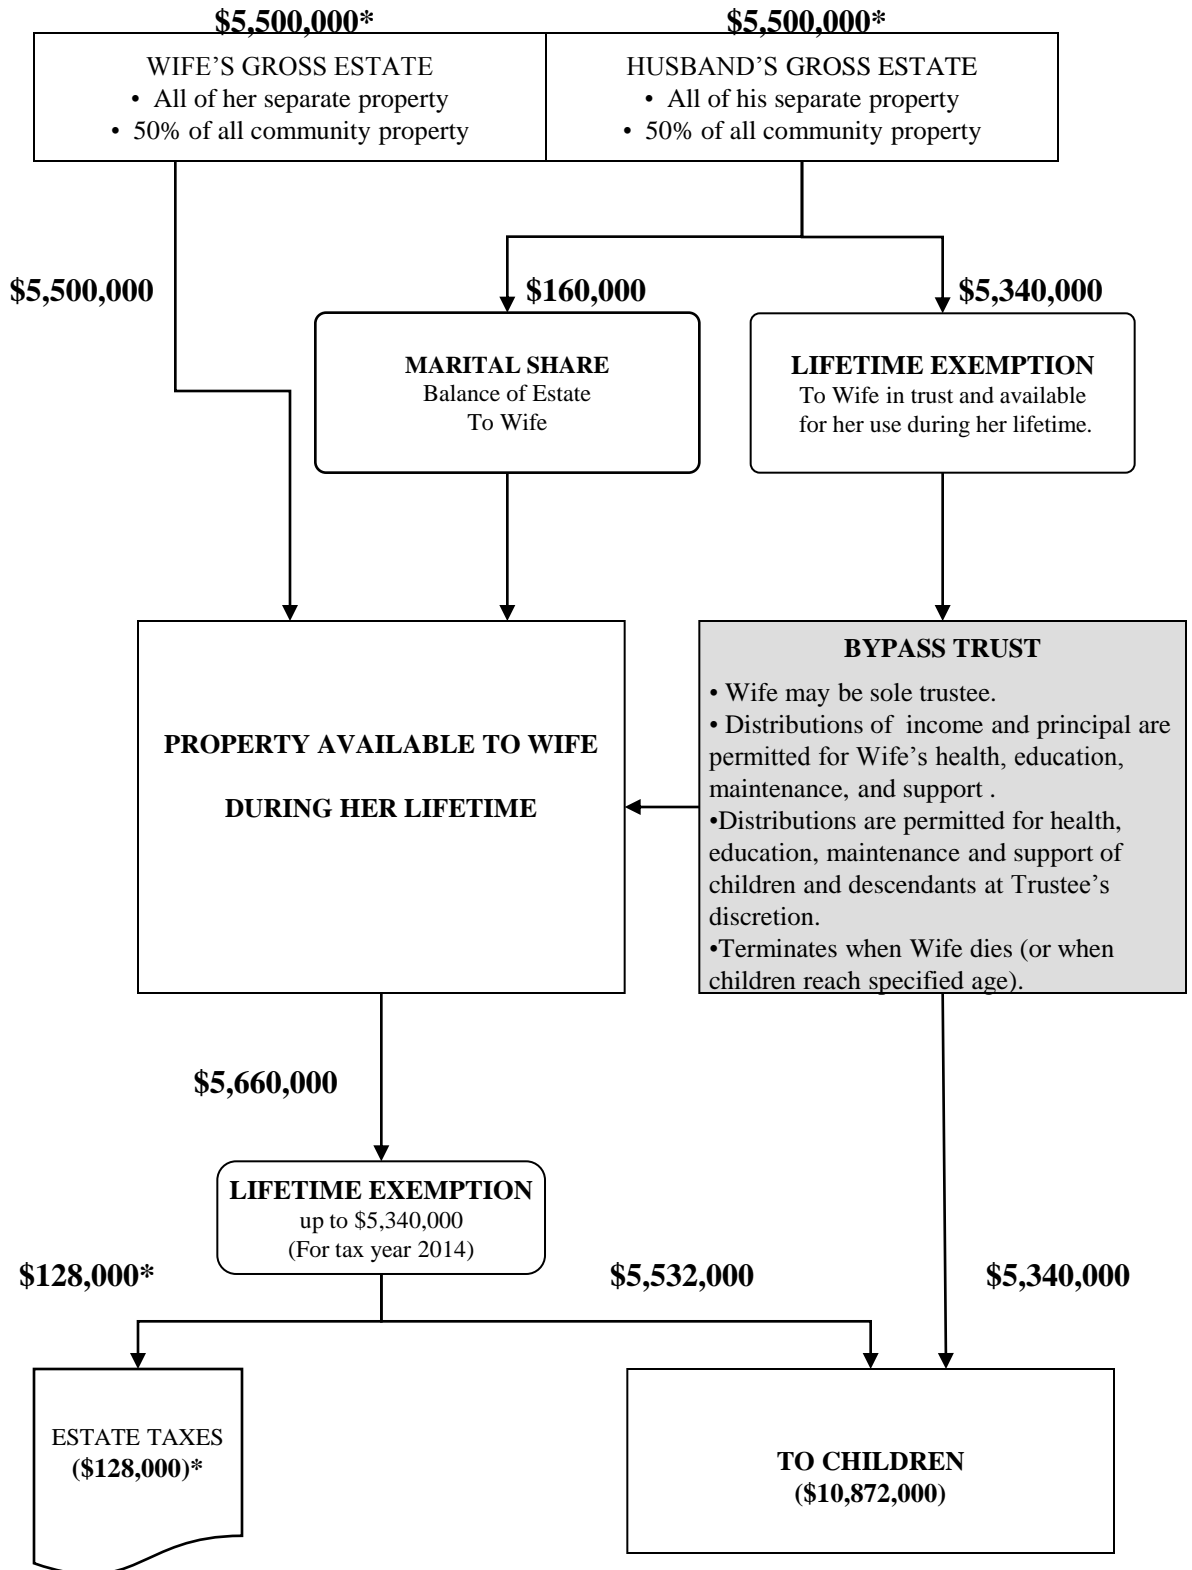 $5,500,000*
$5,500,000*
WIFE'S GROSS ESTATE
• All of her separate property
• 50% of all community property
HUSBAND'S GROSS ESTATE
• All of his separate property
• 50% of all community property
$5,500,000
$160,000
$5,340,000
MARITAL SHARE
Balance of Estate
To Wife
LIFETIME EXEMPTION
To Wife in trust and available
for her use during her lifetime.
PROPERTY AVAILABLE TO WIFE
DURING HER LIFETIME
BYPASS TRUST
• Wife may be sole trustee.
• Distributions of income and principal are
permitted for Wife's health, education,
maintenance, and support .
•Distributions are permitted for health,
education, maintenance and support of
children and descendants at Trustee's
discretion.
•Terminates when Wife dies (or when
children reach specified age).
$5,660,000
LIFETIME EXEMPTION
up to $5,340,000
(For tax year 2014)
$128,000*
$5,532,000
$5,340,000
ESTATE TAXES
($128,000)*
TO CHILDREN
($10,872,000)